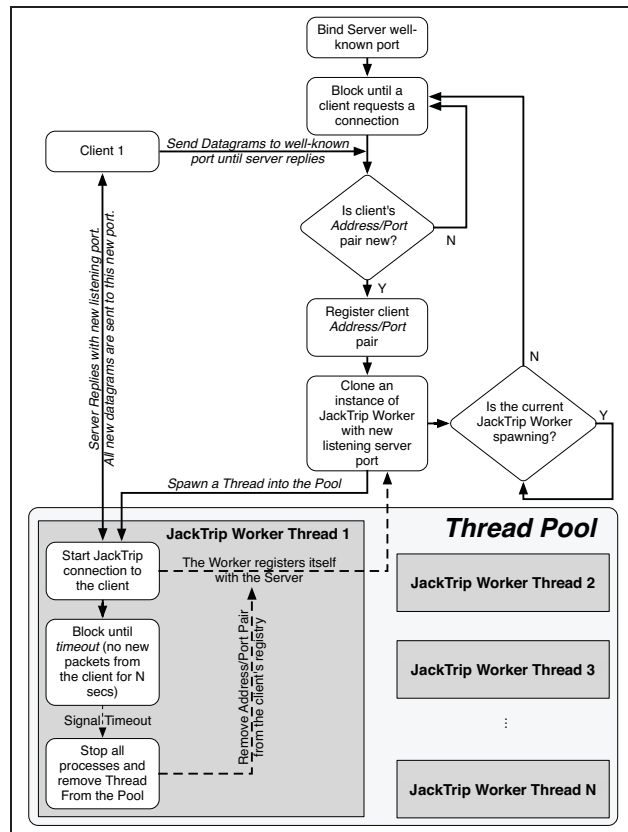 Bind Server well-
known port
Block until a
client requests a
connection
Client 1
Send Datagrams to well-known
port until server replies
Is client's
Address/Port
pair new?
N
Y
Server Replies with new listening port.
All new datagrams are sent to this new port.
Register client
Address/Port
pair
N
Clone an
instance of
JackTrip Worker
with new
listening server
port
Is the current
JackTrip Worker
spawning?
Y
Spawn a Thread into the Pool
Thread Pool
JackTrip Worker Thread 1
Start JackTrip
connection to
the client
The Worker registers itself
with the Server
JackTrip Worker Thread 2
Block until
timeout (no new
packets from
the client for N
secs)
Remove Address/Port Pair
from the client's registry
JackTrip Worker Thread 3
Signal Timeout
...
Stop all
processes and
remove Thread
From the Pool
JackTrip Worker Thread N